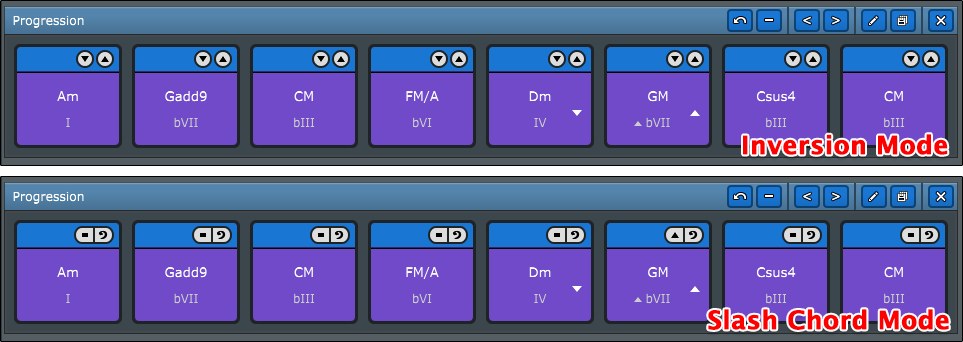 Progression
Am Gadd9 CM FM/A Dm GM Csus4 CM
I bVII bIII bVI IV bVII bIII bIII
Inversion Mode
Progression
Am Gadd9 CM FM/A Dm GM Csus4 CM
I bVII bIII bVI IV bVII bIII bIII
Slash Chord Mode